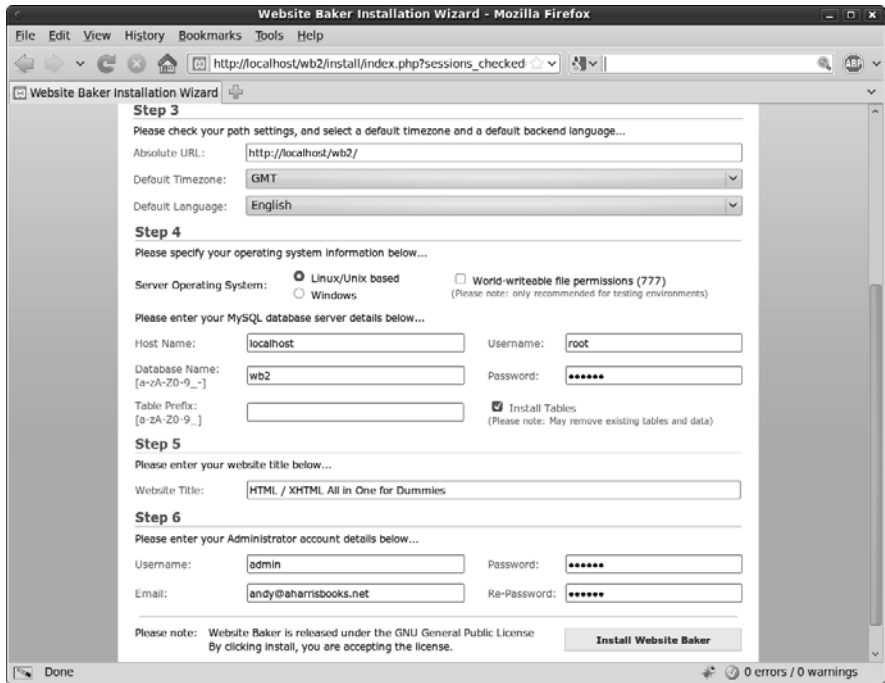 Website Baker Installation Wizard - Mozilla Firefox
File Edit View History Bookmarks Tools Help
http://localhost/wb2/install/index.php?sessions_checked
ABP
Website Baker Installation Wizard
Step 3
Please check your path settings, and select a default timezone and a default backend language...
Absolute URL: http://localhost/wb2/
Default Timezone: GMT
Default Language: English
Step 4
Please specify your operating system information below...
Server Operating System: Linux/Unix based World-writeable file permissions (777)
Windows (Please note: only recommended for testing environments)
Please enter your MySQL database server details below...
Host Name: localhost Username: root
Database Name: wb2 Password: ••••••
[a-zA-Z0-9_-]
Table Prefix: Install Tables
[a-zA-Z0-9_] (Please note: May remove existing tables and data)
Step 5
Please enter your website title below...
Website Title: HTML / XHTML All in One for Dummies
Step 6
Please enter your Administrator account details below...
Username: admin Password: ••••••
Email: andy@aharrisbooks.net Re-Password: ••••••
Please note: Website Baker is released under the GNU General Public License
By clicking install, you are accepting the license.
Install Website Baker
Done 0 errors / 0 warnings